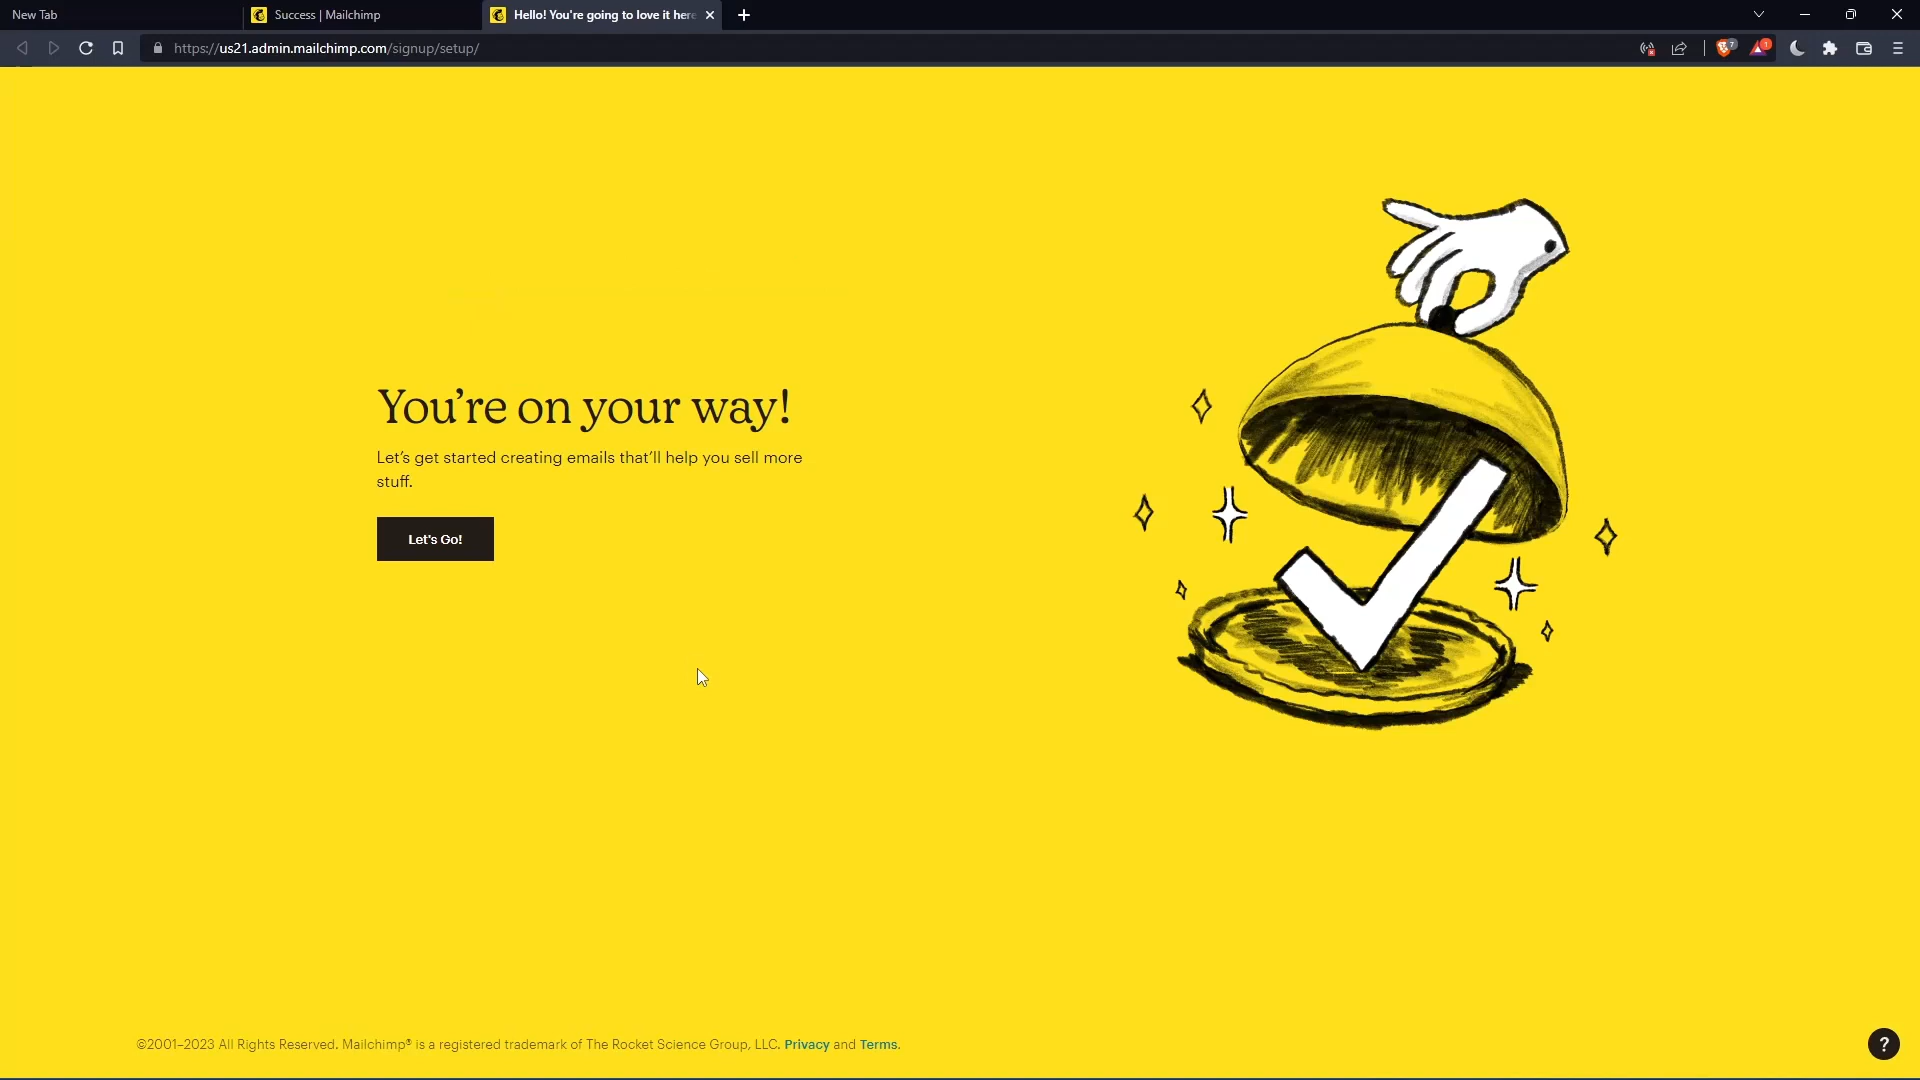 New Tab
Success | Mailchimp
Hello! You're going to love it here
https://us21.admin.mailchimp.com/signup/setup/
7
1
You’re on your way!
Let’s get started creating emails that’ll help you sell more
stuff.
Let's Go!
©2001–2023 All Rights Reserved. Mailchimp® is a registered trademark of The Rocket Science Group, LLC. Privacy and Terms.
?